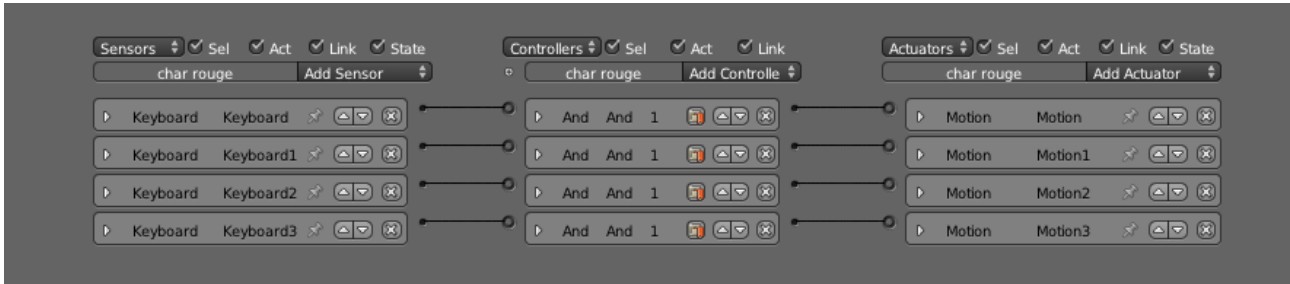 Sensors Sel Act Link State Controllers Sel Act Link Actuators Sel Act Link State
char rouge Add Sensor char rouge Add Controlle char rouge Add Actuator
Keyboard Keyboard And And 1 Motion Motion
Keyboard Keyboard1 And And 1 Motion Motion1
Keyboard Keyboard2 And And 1 Motion Motion2
Keyboard Keyboard3 And And 1 Motion Motion3